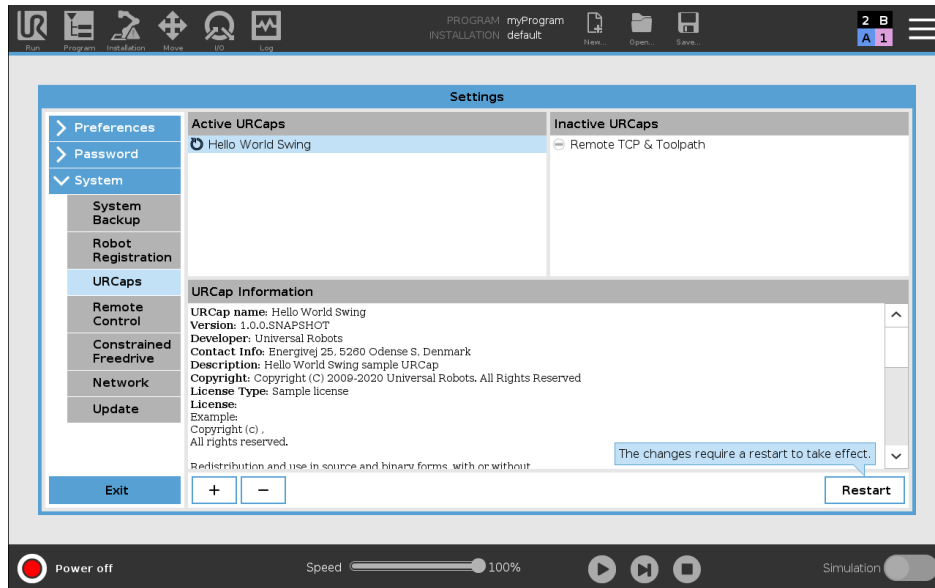 PROGRAM myProgram
INSTALLATION default
2 B
A 1
Run
Program
Installation
Move
I/O
Log
New...
Open...
Save...
Settings
Preferences
Password
System
System
Backup
Robot
Registration
URCaps
Remote
Control
Constrained
Freedrive
Network
Update
Exit
Active URCaps
Hello World Swing
Inactive URCaps
Remote TCP & Toolpath
URCap Information
URCap name: Hello World Swing
Version: 1.0.0.SNAPSHOT
Developer: Universal Robots
Contact Info: Energivej 25, 5260 Odense S. Denmark
Description: Hello World Swing sample URCap
Copyright: Copyright (C) 2009-2020 Universal Robots. All Rights Reserved
License Type: Sample license
License:
Example:
Copyright (c) ,
All rights reserved.
Redistribution and use in source and binary forms, with or without
The changes require a restart to take effect.
+
−
Restart
Power off
Speed
100%
Simulation